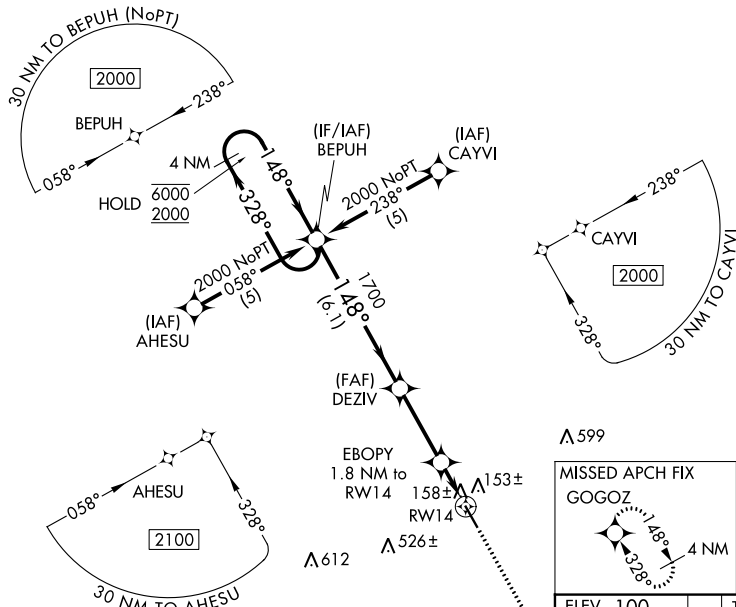 30 NM TO BEPUH (NoPT)
2000
238°
BEPUH
058°
(IF/IAF)
BEPUH
(IAF)
CAYVI
4 NM
148°
HOLD 6000
2000
328°
2000 NoPT
238°
(5)
2000 NoPT
058°
(5)
(IAF)
AHESU
1700
148°
(6.1)
238°
CAYVI
2000
328°
30 NM TO CAYVI
(FAF)
DEZIV
EBOPY
1.8 NM to
RW14
158±
153±
RW14
599
058°
AHESU
328°
2100
30 NM TO AHESU
612
526±
MISSED APCH FIX
GOGOZ
148°
328°
4 NM
ELEV 100